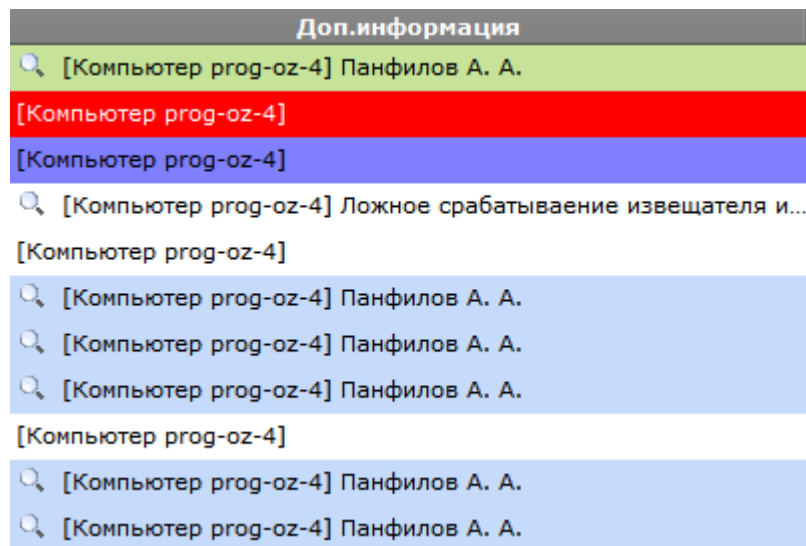 Доп.информация
[Компьютер prog-oz-4] Панфилов А. А.
[Компьютер prog-oz-4]
[Компьютер prog-oz-4]
[Компьютер prog-oz-4] Ложное срабатываение извещателя и...
[Компьютер prog-oz-4]
[Компьютер prog-oz-4] Панфилов А. А.
[Компьютер prog-oz-4] Панфилов А. А.
[Компьютер prog-oz-4] Панфилов А. А.
[Компьютер prog-oz-4]
[Компьютер prog-oz-4] Панфилов А. А.
[Компьютер prog-oz-4] Панфилов А. А.